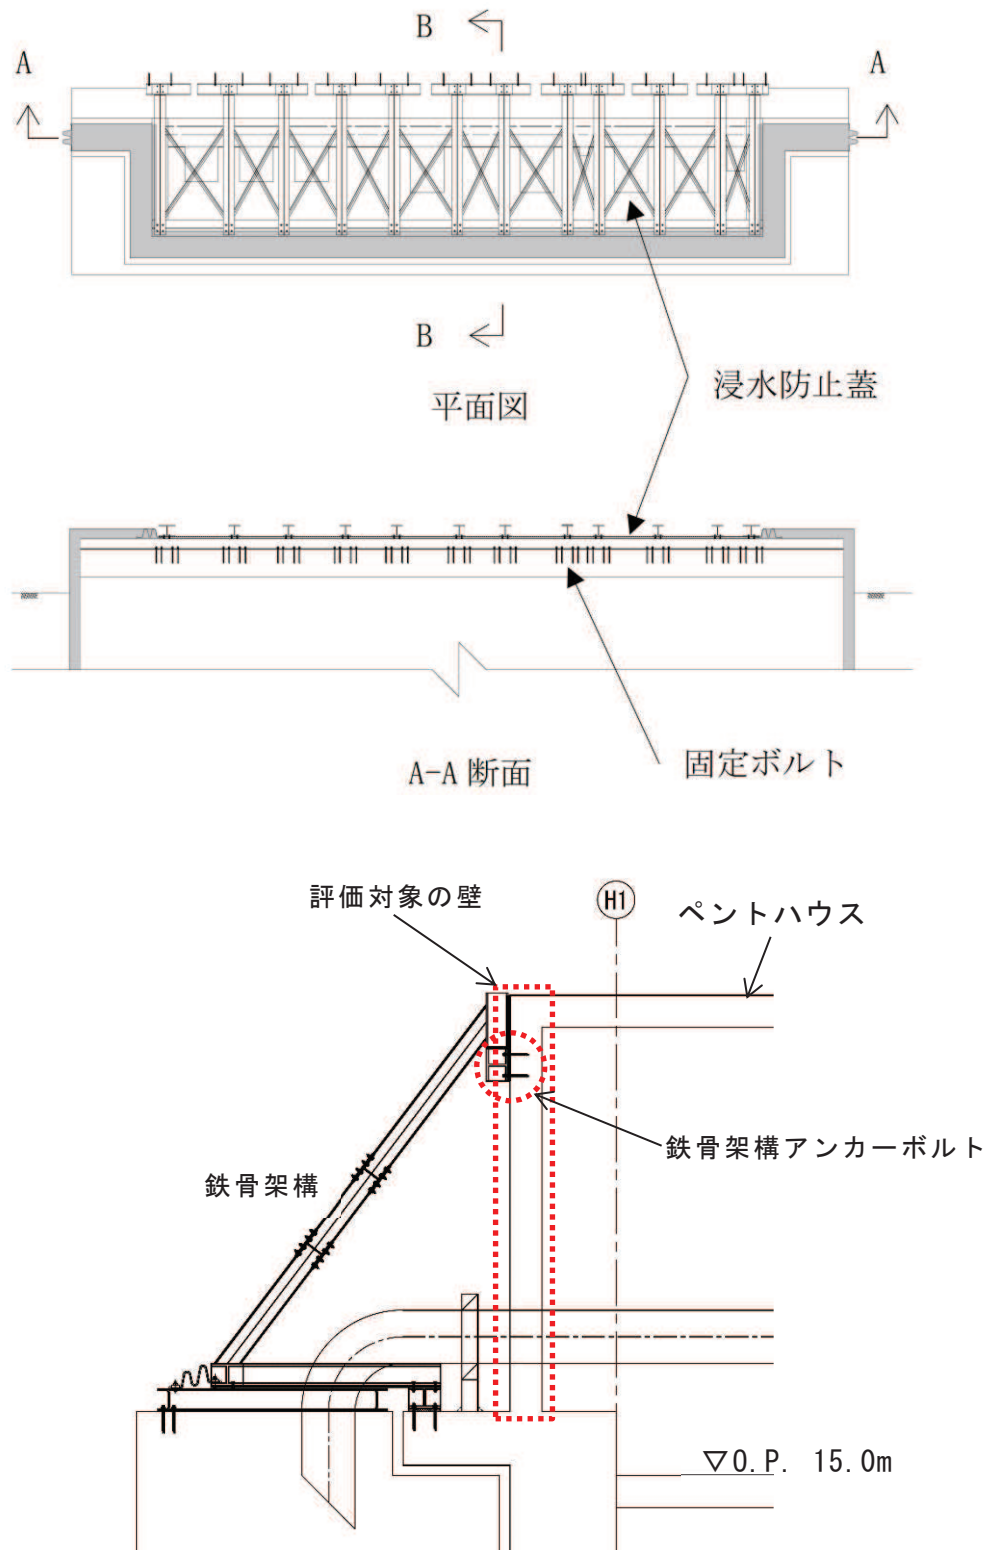 B
A
A
B
浸水防止蓋
平面図
固定ボルト
A-A 断面
評価対象の壁
H1
ペントハウス
鉄骨架構アンカーボルト
鉄骨架構
▽O.P. 15.0m